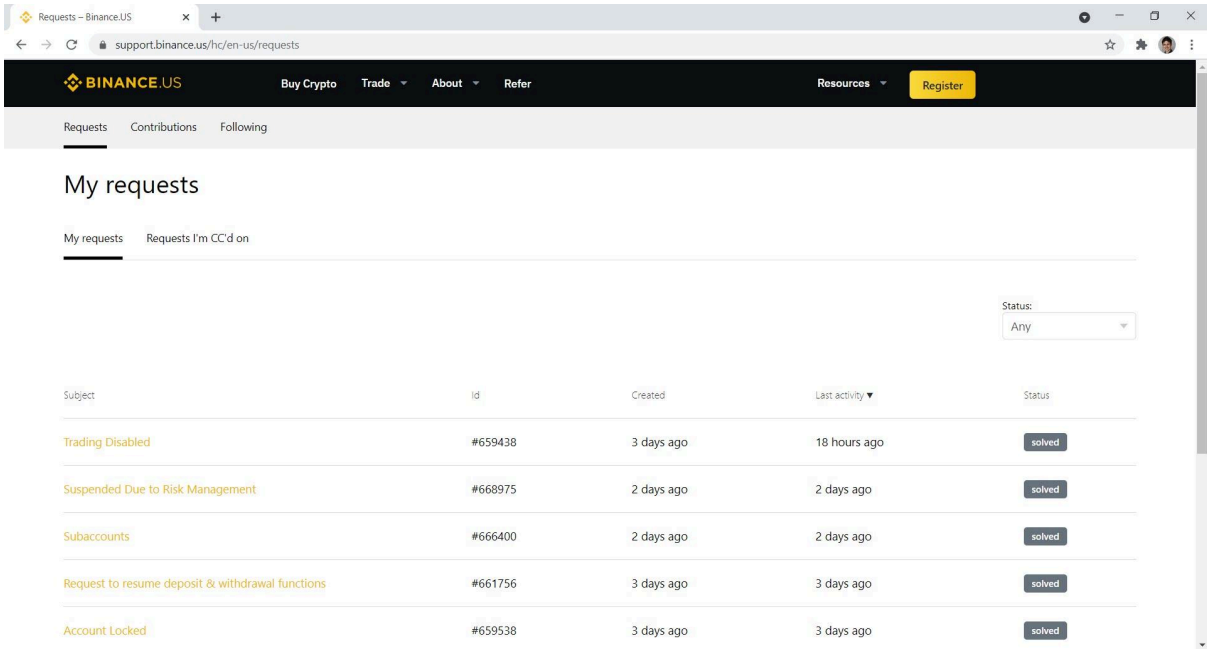 Requests – Binance.US
support.binance.us/hc/en-us/requests
BINANCE.US Buy Crypto Trade About Refer Resources Register
Requests Contributions Following
My requests
My requests Requests I'm CC'd on
Status:
Any
Subject Id Created Last activity ▼ Status
Trading Disabled #659438 3 days ago 18 hours ago solved
Suspended Due to Risk Management #668975 2 days ago 2 days ago solved
Subaccounts #666400 2 days ago 2 days ago solved
Request to resume deposit & withdrawal functions #661756 3 days ago 3 days ago solved
Account Locked #659538 3 days ago 3 days ago solved